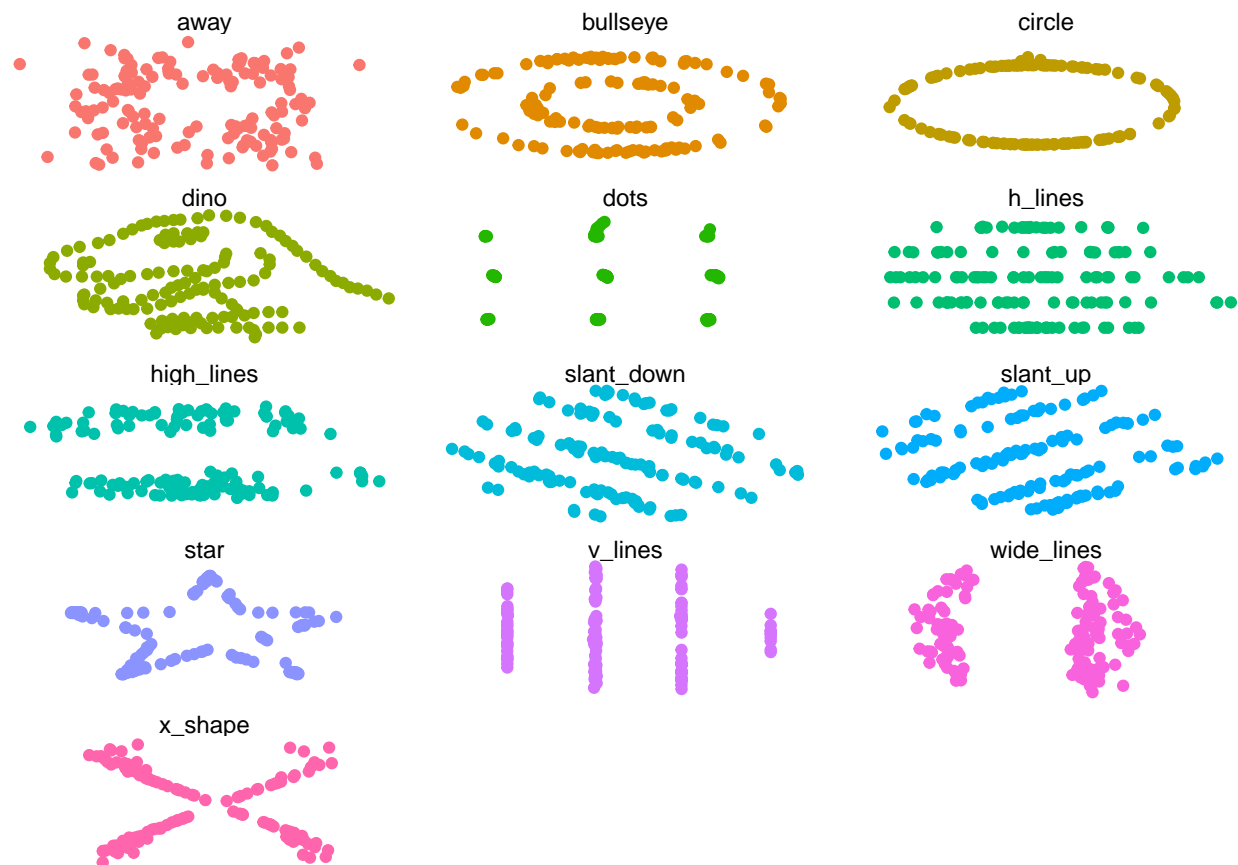 away
bullseye
circle
dino
dots
h_lines
high_lines
slant_down
slant_up
star
v_lines
wide_lines
x_shape